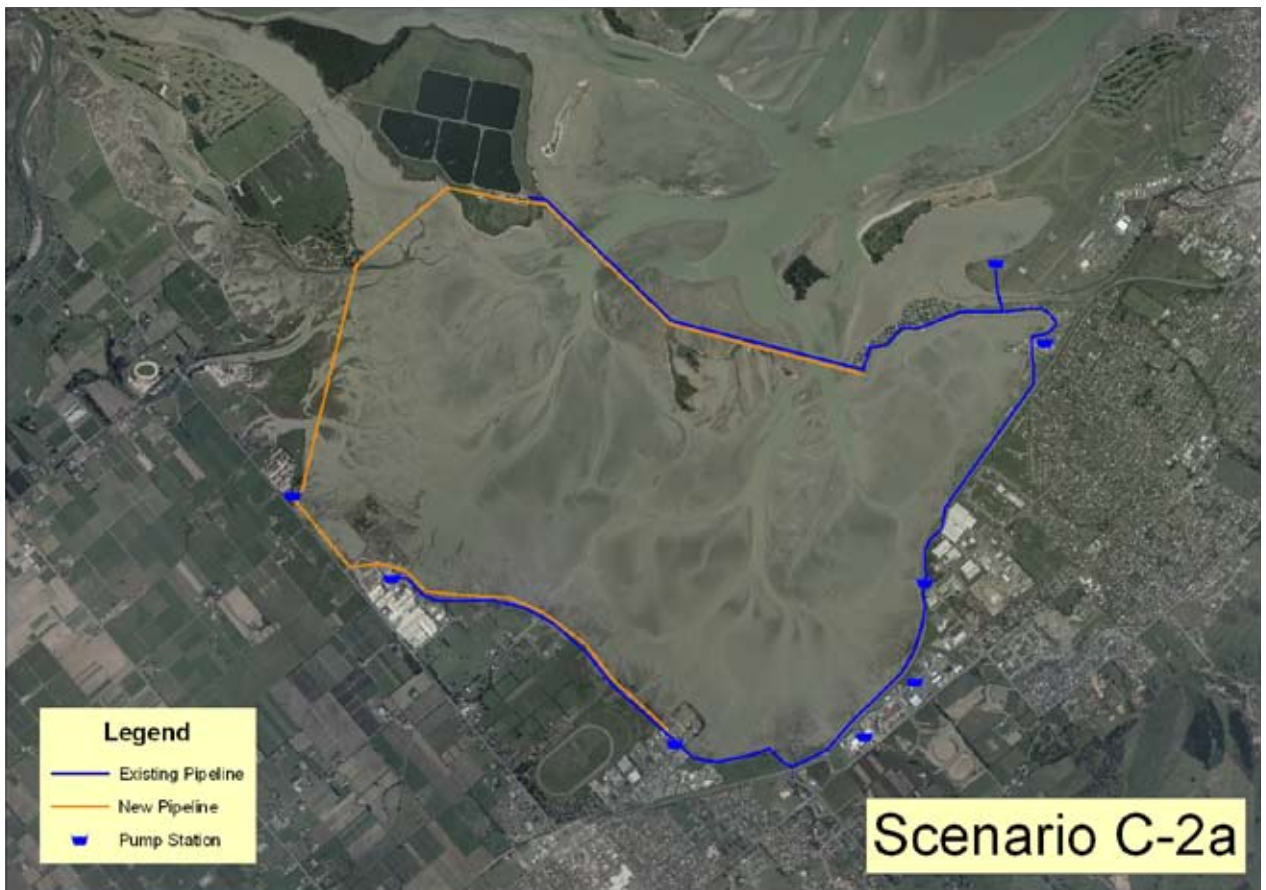 Legend
Existing Pipeline
New Pipeline
Pump Station
Scenario C-2a